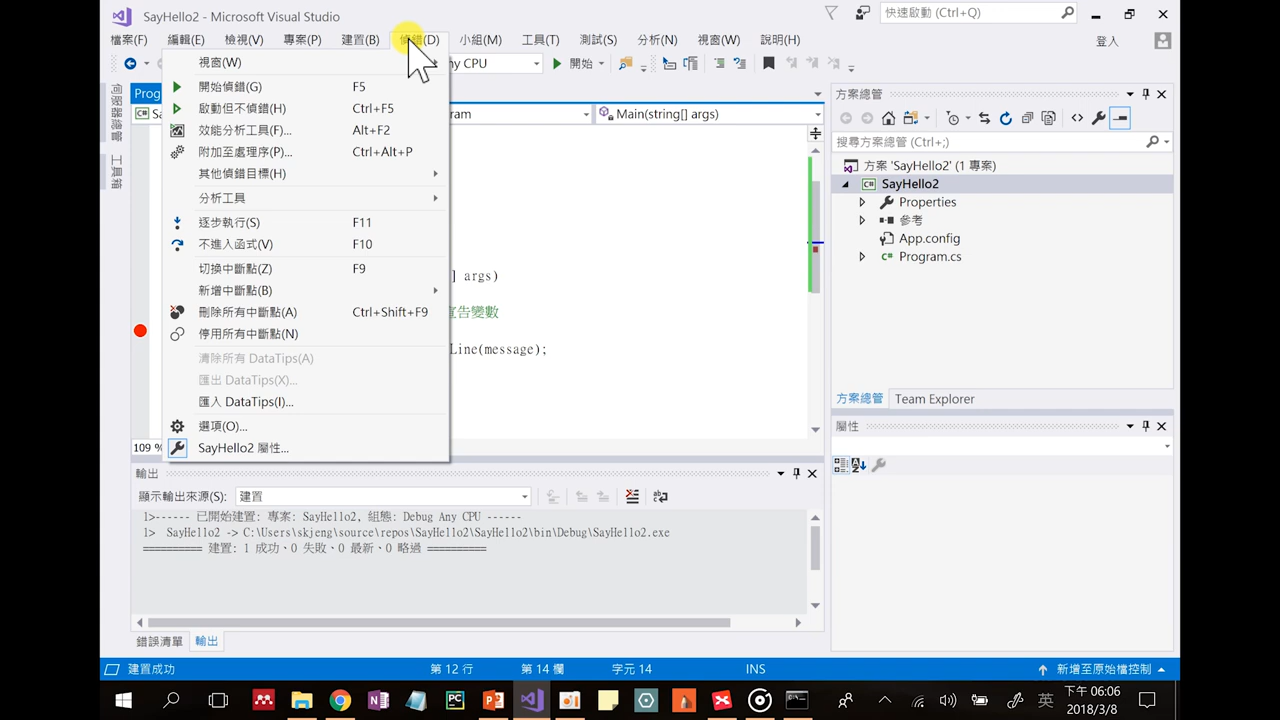 SayHello2 - Microsoft Visual Studio
快速啟動 (Ctrl+Q)
檔案(F) 編輯(E) 檢視(V) 專案(P) 建置(B) 偵錯(D) 小組(M) 工具(T) 測試(S) 分析(N) 視窗(W) 說明(H) 登入
ny CPU 開始
視窗(W)
開始偵錯(G) F5
啟動但不偵錯(H) Ctrl+F5
效能分析工具(F)... Alt+F2
附加至處理序(P)... Ctrl+Alt+P
其他偵錯目標(H)
分析工具
逐步執行(S) F11
不進入函式(V) F10
切換中斷點(Z) F9
新增中斷點(B)
刪除所有中斷點(A) Ctrl+Shift+F9
停用所有中斷點(N)
清除所有 DataTips(A)
匯出 DataTips(X)...
匯入 DataTips(I)...
選項(O)...
SayHello2 屬性...
伺服器總管
工具箱
Prog
Sa
ram
Main(string[] args)
] args)
宣告變數
Line(message);
109 %
方案總管
搜尋方案總管 (Ctrl+;)
方案 'SayHello2' (1 專案)
SayHello2
Properties
參考
App.config
Program.cs
方案總管 Team Explorer
屬性
輸出
顯示輸出來源(S): 建置
1>------ 已開始建置: 專案: SayHello2, 組態: Debug Any CPU ------
1> SayHello2 -> C:\Users\skjeng\source\repos\SayHello2\SayHello2\bin\Debug\SayHello2.exe
========== 建置: 1 成功、0 失敗、0 最新、0 略過 ==========
錯誤清單 輸出
建置成功 第 12 行 第 14 欄 字元 14 INS 新增至原始檔控制
英
下午 06:06
2018/3/8